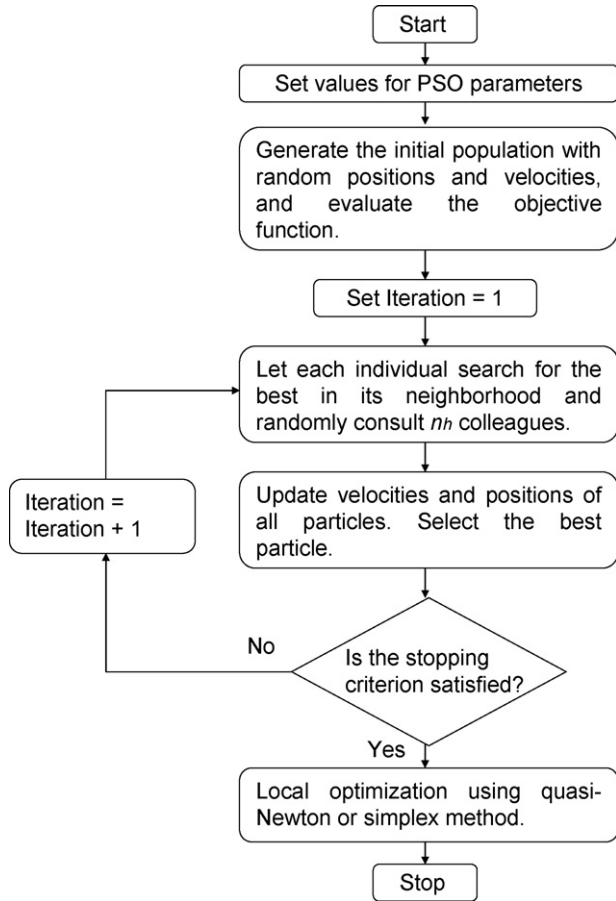 Start
Set values for PSO parameters
Generate the initial population with
random positions and velocities,
and evaluate the objective
function.
Set Iteration = 1
Let each individual search for the
best in its neighborhood and
randomly consult nh colleagues.
Iteration =
Iteration + 1
Update velocities and positions of
all particles. Select the best
particle.
No
Is the stopping
criterion satisfied?
Yes
Local optimization using quasi-
Newton or simplex method.
Stop